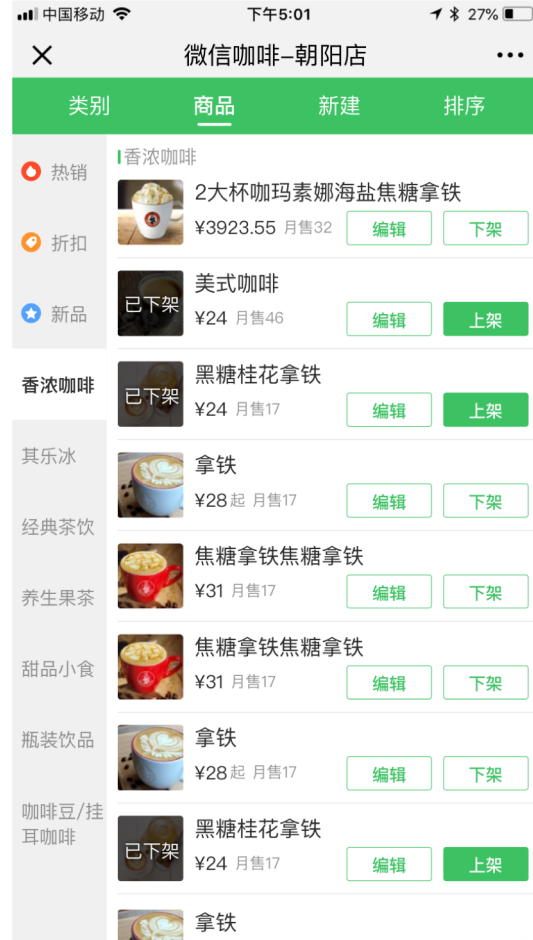 中国移动
下午5:01
27%
微信咖啡–朝阳店
类别
商品
新建
排序
热销
折扣
新品
香浓咖啡
其乐冰
经典茶饮
养生果茶
甜品小食
瓶装饮品
咖啡豆/挂
耳咖啡
香浓咖啡
2大杯咖玛素娜海盐焦糖拿铁
¥3923.55 月售32
编辑
下架
已下架
美式咖啡
¥24 月售46
编辑
上架
已下架
黑糖桂花拿铁
¥24 月售17
编辑
上架
拿铁
¥28起 月售17
编辑
下架
焦糖拿铁焦糖拿铁
¥31 月售17
编辑
下架
焦糖拿铁焦糖拿铁
¥31 月售17
编辑
下架
拿铁
¥28起 月售17
编辑
下架
已下架
黑糖桂花拿铁
¥24 月售17
编辑
上架
拿铁